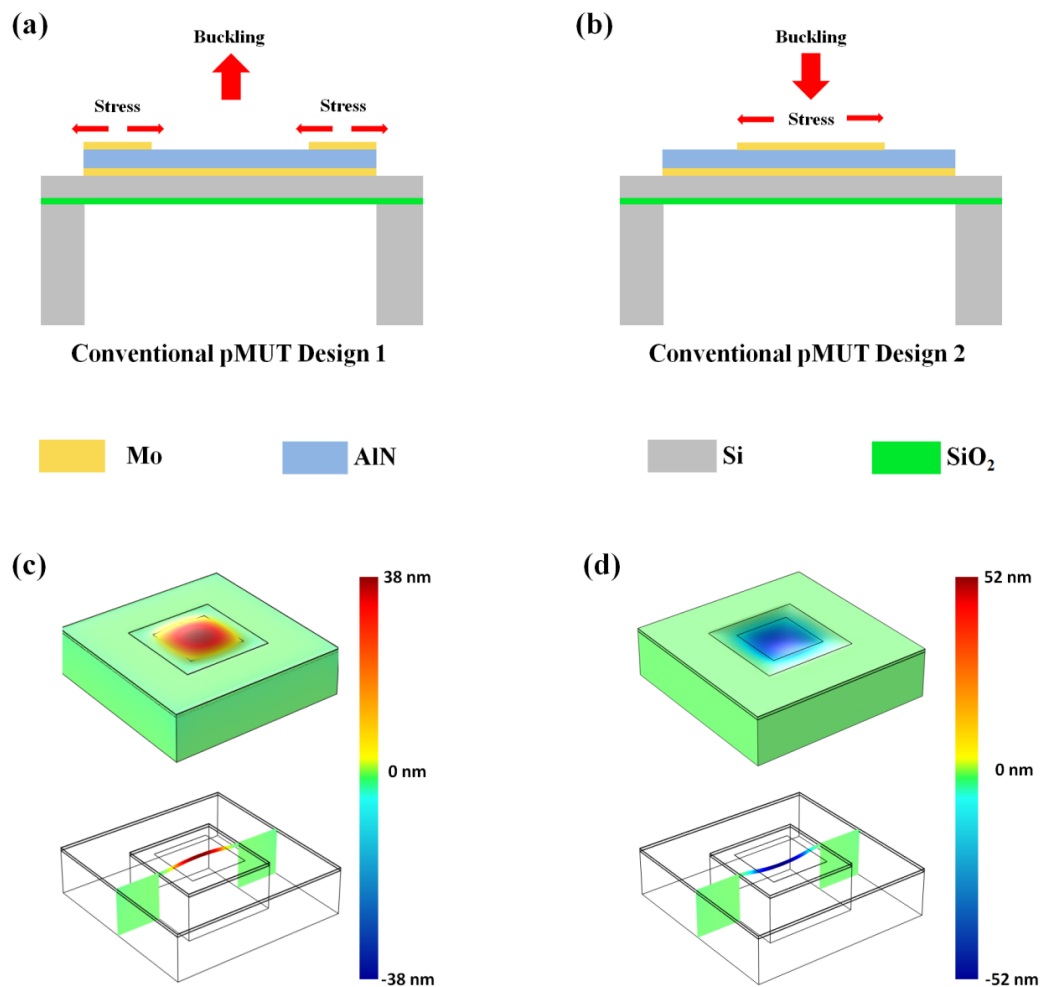 (a)
Buckling
Stress
Stress
Conventional pMUT Design 1
(b)
Buckling
Stress
Conventional pMUT Design 2
Mo
AlN
Si
SiO₂
(c)
38 nm
0 nm
-38 nm
(d)
52 nm
0 nm
-52 nm